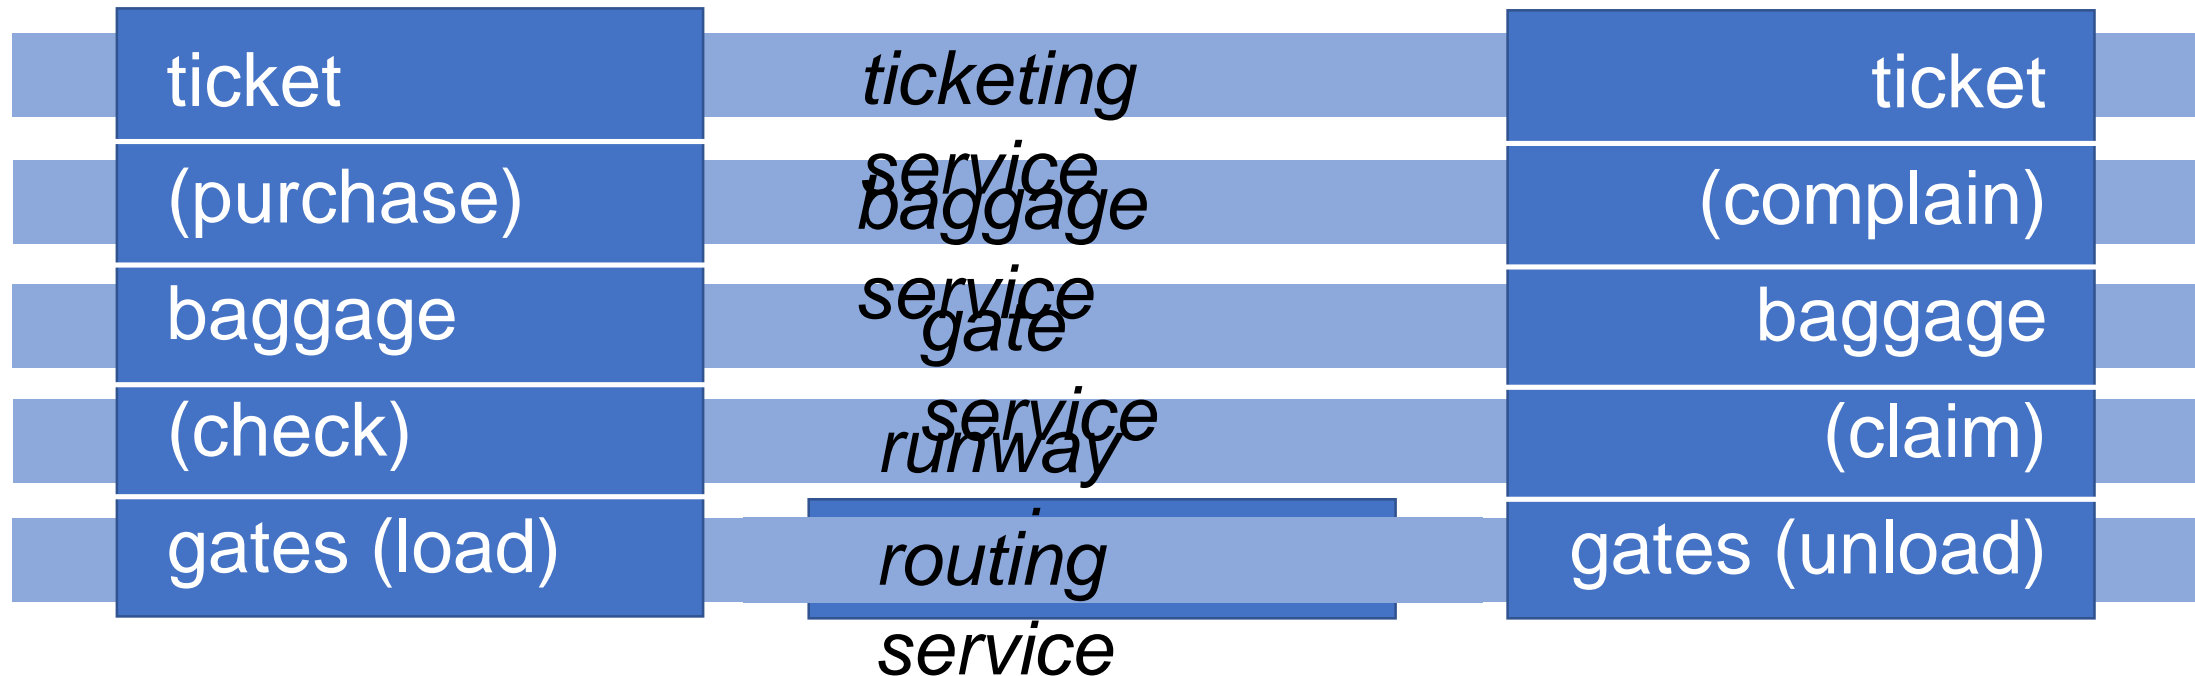 ticket
(purchase)
baggage
(check)
gates (load)
ticketing
service
baggage
service
gate
service
runway
routing
service
ticket
(complain)
baggage
(claim)
gates (unload)